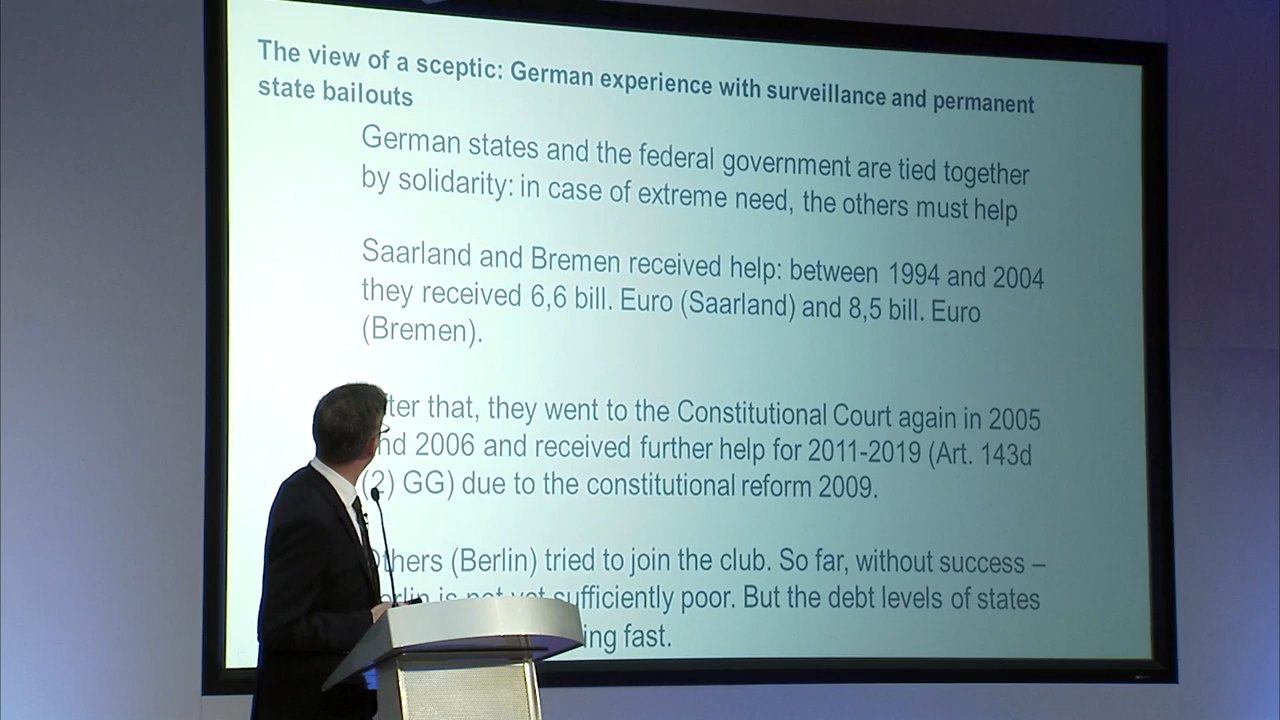 The view of a sceptic: German experience with surveillance and permanent
state bailouts
German states and the federal government are tied together
by solidarity: in case of extreme need, the others must help
Saarland and Bremen received help: between 1994 and 2004
they received 6,6 bill. Euro (Saarland) and 8,5 bill. Euro
(Bremen).
that, they went to the Constitutional Court again in 2005
2006 and received further help for 2011-2019 (Art. 143d
(2) GG) due to the constitutional reform 2009.
(Berlin) tried to join the club. So far, without success –
is not yet sufficiently poor. But the debt levels of states
fast.